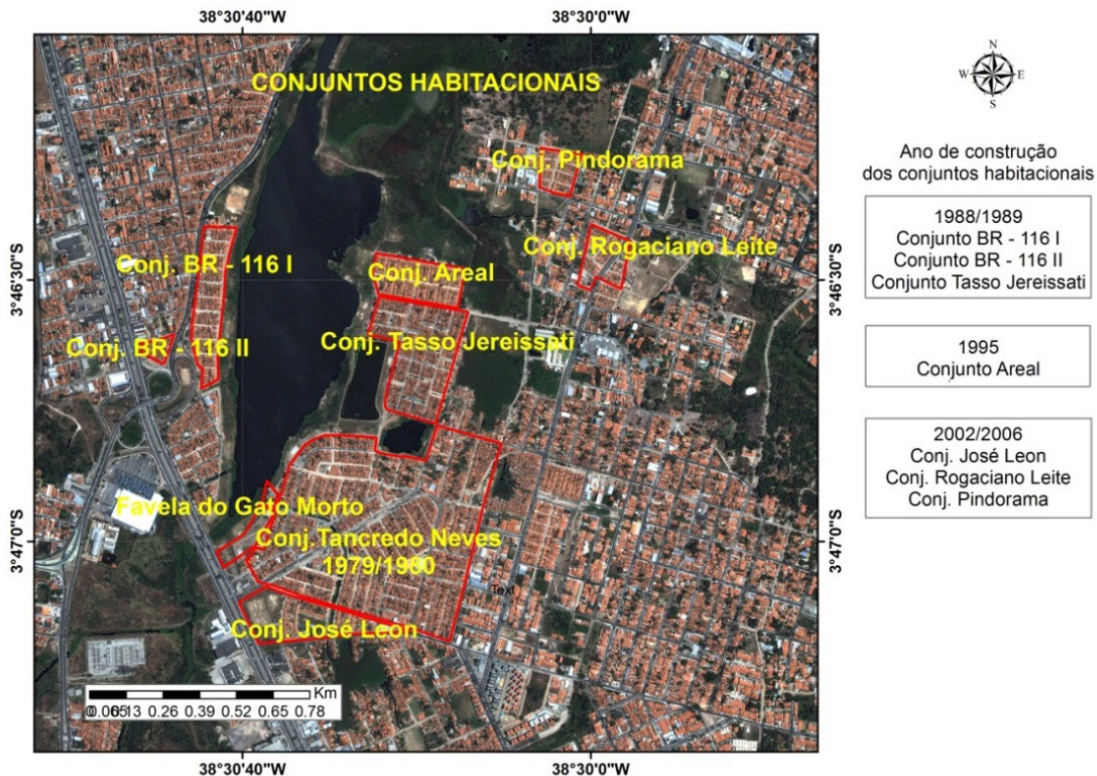 38°30'40"W
38°30'0"W
CONJUNTOS HABITACIONAIS
N
W
E
S
Conj. Pindorama
Ano de construção
dos conjuntos habitacionais
1988/1989
Conjunto BR - 116 I
Conjunto BR - 116 II
Conjunto Tasso Jereissati
3°46'30"S
Conj. BR - 116 I
Conj. Areal
Conj. Rogaciano Leite
3°46'30"S
Conj. BR - 116 II
Conj. Tasso Jereissati
1995
Conjunto Areal
2002/2006
Conj. José Leon
Conj. Rogaciano Leite
Conj. Pindorama
3°47'0"S
Favela do Gato Morto
Conj.Tancredo Neves
1979/1980
3°47'0"S
Text
Conj. José Leon
Km
0.13 0.26 0.39 0.52 0.65 0.78
38°30'40"W
38°30'0"W